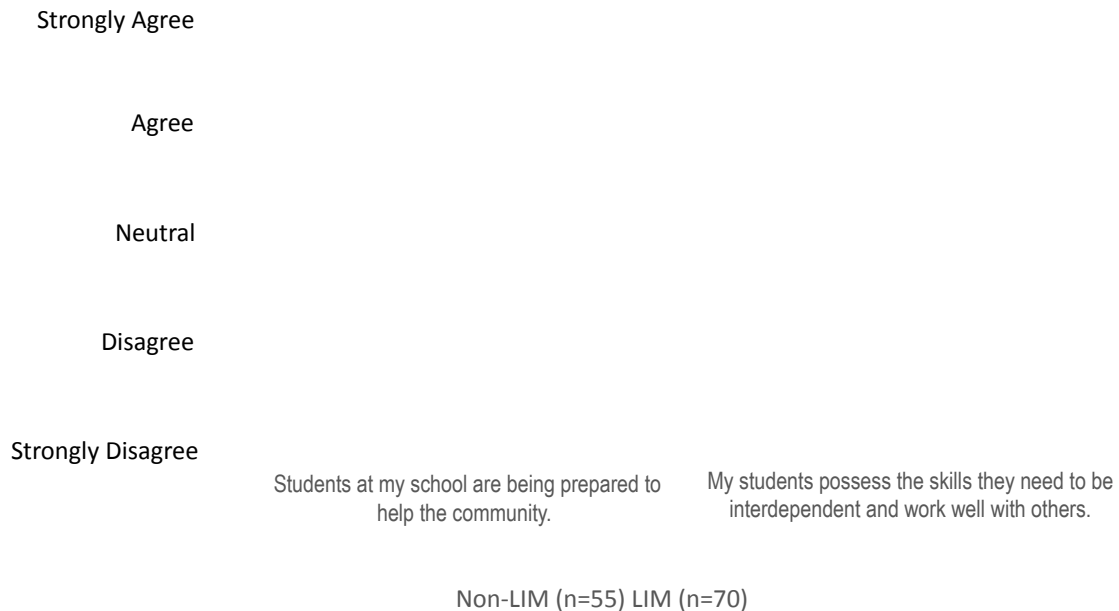 Strongly Agree
Agree
Neutral
Disagree
Strongly Disagree
Students at my school are being prepared to
help the community.
My students possess the skills they need to be
interdependent and work well with others.
Non-LIM (n=55) LIM (n=70)